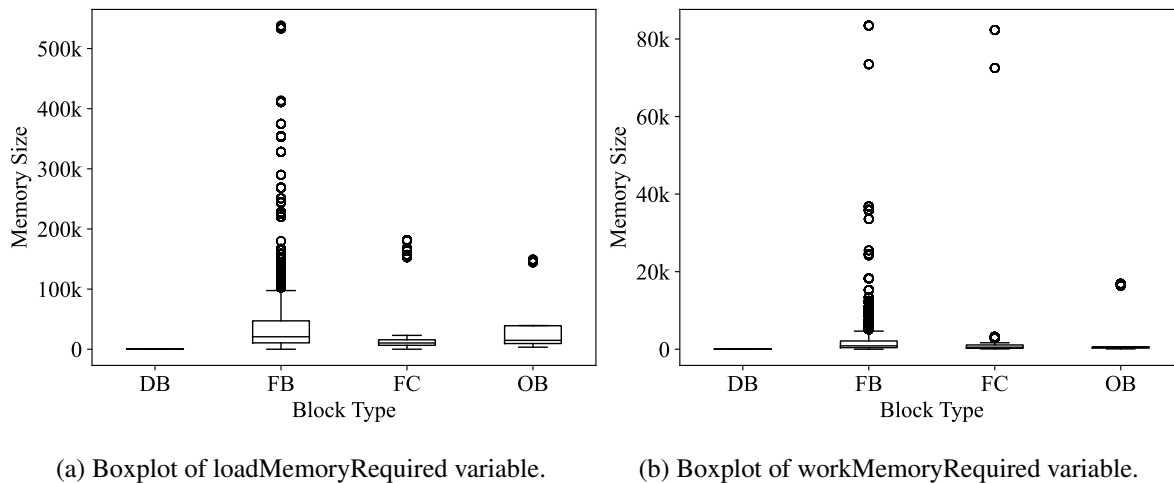 500k
400k
300k
200k
100k
0
Memory Size
DB
FB
FC
OB
Block Type
(a) Boxplot of loadMemoryRequired variable.
80k
60k
40k
20k
0
Memory Size
DB
FB
FC
OB
Block Type
(b) Boxplot of workMemoryRequired variable.